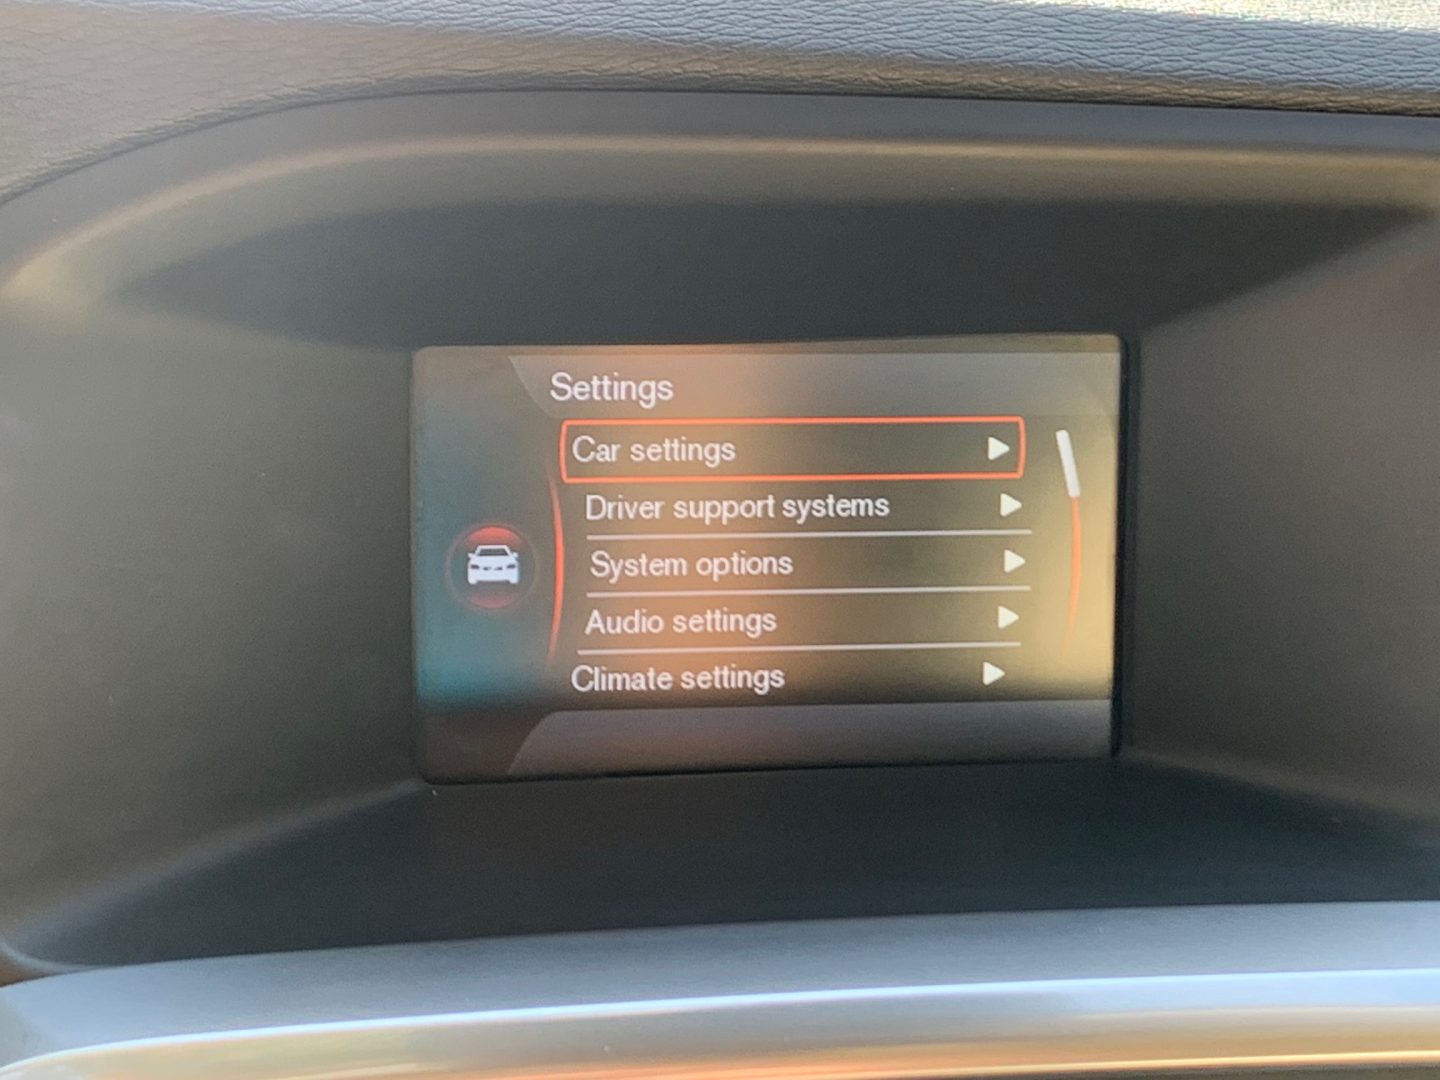 Settings
Car settings
Driver support systems
System options
Audio settings
Climate settings